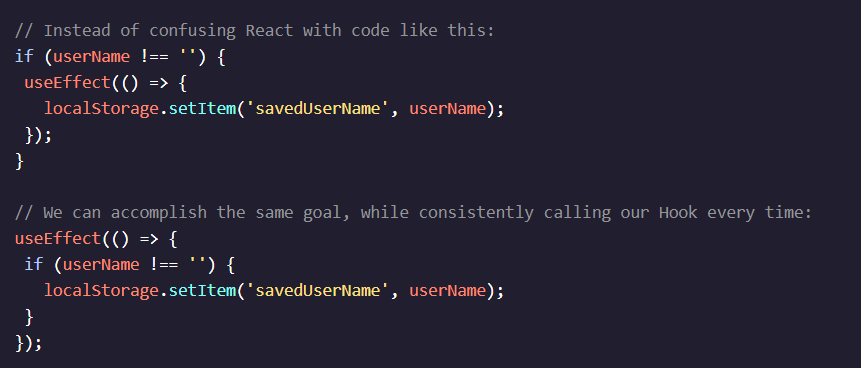 // Instead of confusing React with code like this:
if (userName !== '') {
 useEffect(() => {
   localStorage.setItem('savedUserName', userName);
 });
}

// We can accomplish the same goal, while consistently calling our Hook every time:
useEffect(() => {
 if (userName !== '') {
   localStorage.setItem('savedUserName', userName);
 }
});